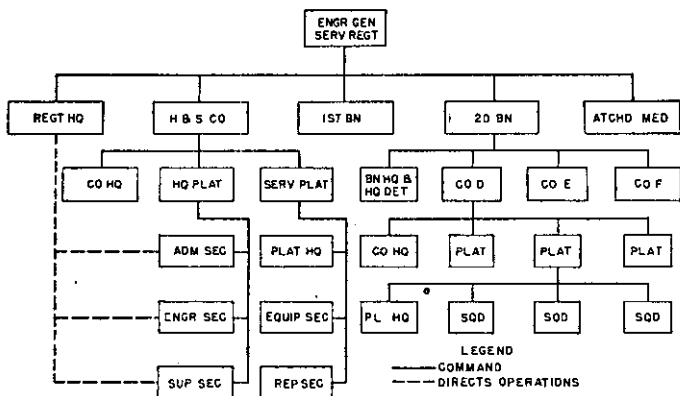 ENGR GEN
SERV REGT
REGT HQ
H & S CO
1ST BN
2D BN
ATCHD MED
CO HQ
HQ PLAT
SERV PLAT
BN HQ &
HQ DET
CO D
CO E
CO F
ADM SEC
PLAT HQ
CO HQ
PLAT
PLAT
PLAT
ENGR SEC
EQUIP SEC
PL HQ
SQD
SQD
SQD
SUP SEC
REP SEC
LEGEND
COMMAND
DIRECTS OPERATIONS